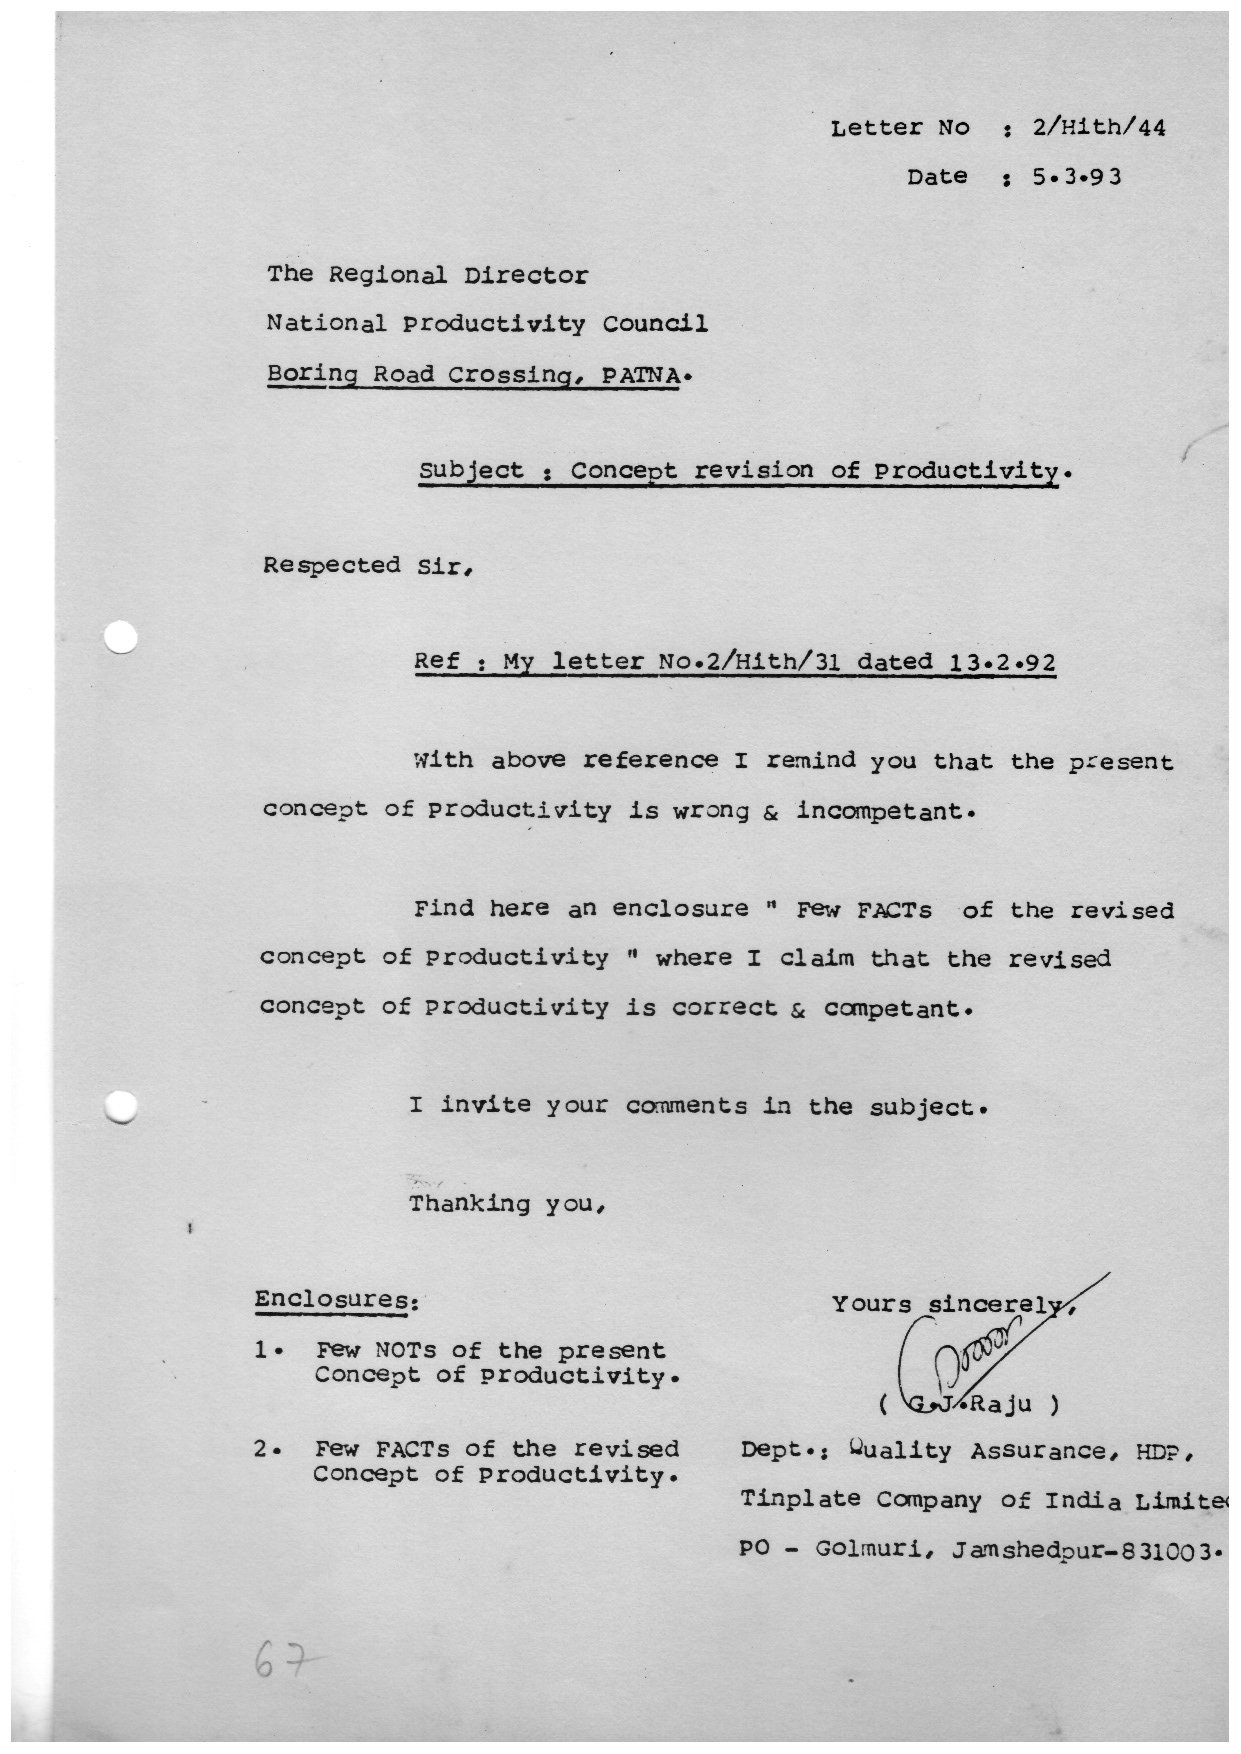 Letter No : 2/Hith/44
Date : 5.3.93
The Regional Director
National Productivity Council
Boring Road Crossing, PATNA.
Subject : Concept revision of Productivity.
Respected Sir,
Ref : My letter No.2/Hith/31 dated 13.2.92
With above reference I remind you that the present
concept of Productivity is wrong & incompetant.
Find here an enclosure " Few FACTs of the revised
concept of Productivity " where I claim that the revised
concept of Productivity is correct & competant.
I invite your comments in the subject.
Thanking you,
Enclosures:
1. Few NOTs of the present
Concept of Productivity.
2. Few FACTs of the revised
Concept of Productivity.
Yours sincerely,
( G.J.Raju )
Dept.: Quality Assurance, HDP,
Tinplate Company of India Limited
PO - Golmuri, Jamshedpur-831003.
67